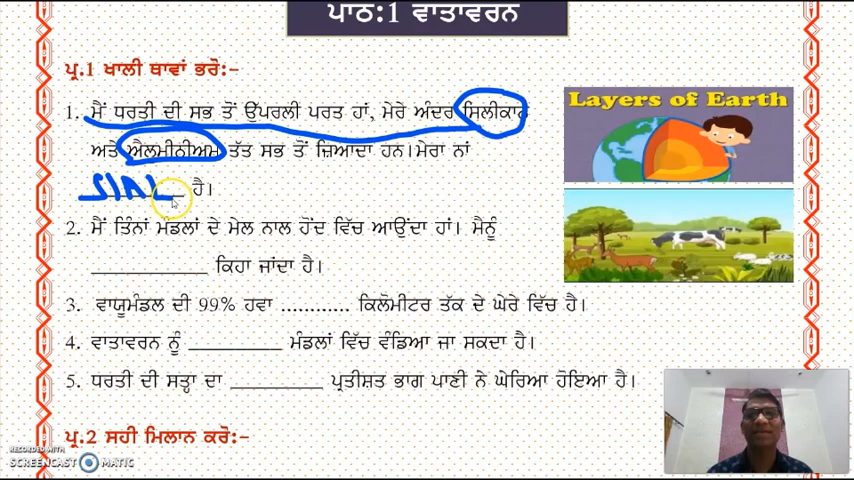 ਪਾਠ:1 ਵਾਤਾਵਰਨ
ਪ੍ਰ.1 ਖਾਲੀ ਥਾਵਾਂ ਭਰੋ:-
1. ਮੈਂ ਧਰਤੀ ਦੀ ਸਭ ਤੋਂ ਉੱਪਰਲੀ ਪਰਤ ਹਾਂ, ਮੇਰੇ ਅੰਦਰ ਸਿਲੀਕਾਨ
ਅਤੇ ਐਲਮੀਨੀਅਮ ਤੱਤ ਸਭ ਤੋਂ ਜ਼ਿਆਦਾ ਹਨ। ਮੇਰਾ ਨਾਂ
SIAL ਹੈ।
2. ਮੈਂ ਤਿੰਨਾਂ ਮੰਡਲਾਂ ਦੇ ਮੇਲ ਨਾਲ ਹੋਂਦ ਵਿੱਚ ਆਉਂਦਾ ਹਾਂ। ਮੈਨੂੰ
____________ ਕਿਹਾ ਜਾਂਦਾ ਹੈ।
3. ਵਾਯੂਮੰਡਲ ਦੀ 99% ਹਵਾ ............ ਕਿਲੋਮੀਟਰ ਤੱਕ ਦੇ ਘੇਰੇ ਵਿੱਚ ਹੈ।
4. ਵਾਤਾਵਰਨ ਨੂੰ __________ ਮੰਡਲਾਂ ਵਿੱਚ ਵੰਡਿਆ ਜਾ ਸਕਦਾ ਹੈ।
5. ਧਰਤੀ ਦੀ ਸਤ੍ਹਾ ਦਾ __________ ਪ੍ਰਤੀਸ਼ਤ ਭਾਗ ਪਾਣੀ ਨੇ ਘੇਰਿਆ ਹੋਇਆ ਹੈ।
ਪ੍ਰ.2 ਸਹੀ ਮਿਲਾਨ ਕਰੋ:-
Layers of Earth
RECORDED WITH
SCREENCAST MATIC